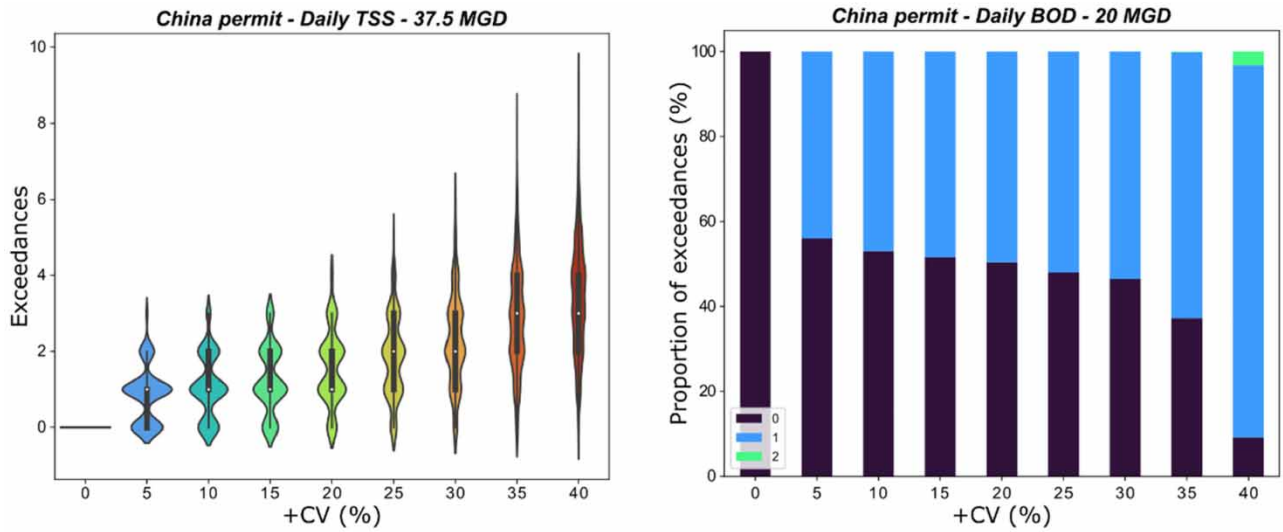 China permit - Daily TSS - 37.5 MGD
10
8
6
4
2
0
Exceedances
0 5 10 15 20 25 30 35 40
+CV (%)
China permit - Daily BOD - 20 MGD
100
80
60
40
20
0
Proportion of exceedances (%)
0
1
2
0 5 10 15 20 25 30 35 40
+CV (%)